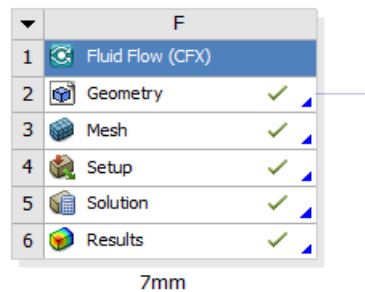 F
1 Fluid Flow (CFX)
2 Geometry
3 Mesh
4 Setup
5 Solution
6 Results
7mm